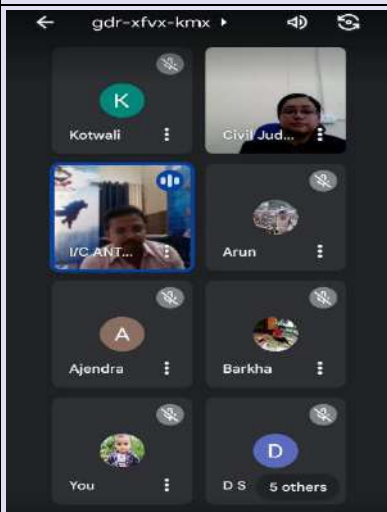 gdr-xfvx-kmx
K
Kotwali
Civil Jud...
I/C ANT...
Arun
A
Ajendra
Barkha
You
D
D S
5 others